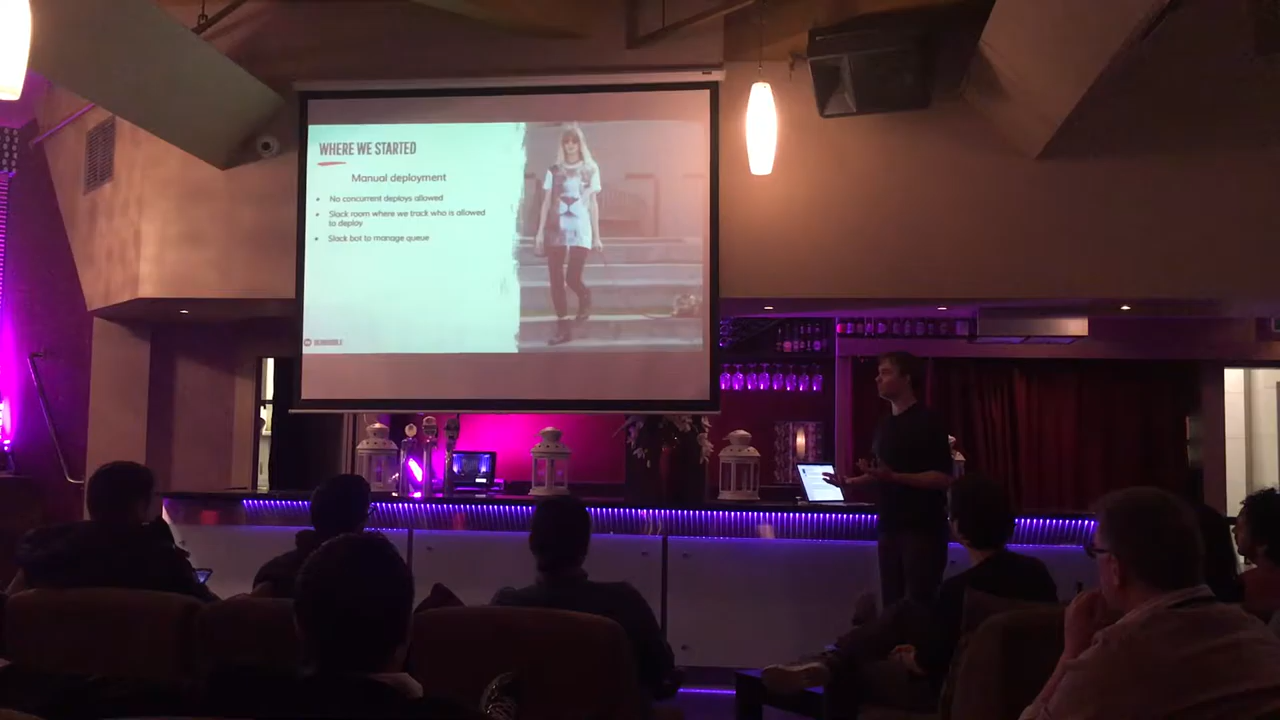 WHERE WE STARTED
Manual deployment
• No concurrent deploys allowed
• Slack room where we track who is allowed
to deploy
• Slack bot to manage queue
REDBUBBLE